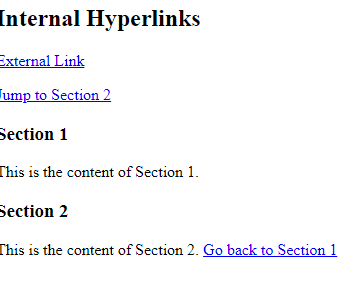 Internal Hyperlinks
External Link
Jump to Section 2
Section 1
This is the content of Section 1.
Section 2
This is the content of Section 2. Go back to Section 1